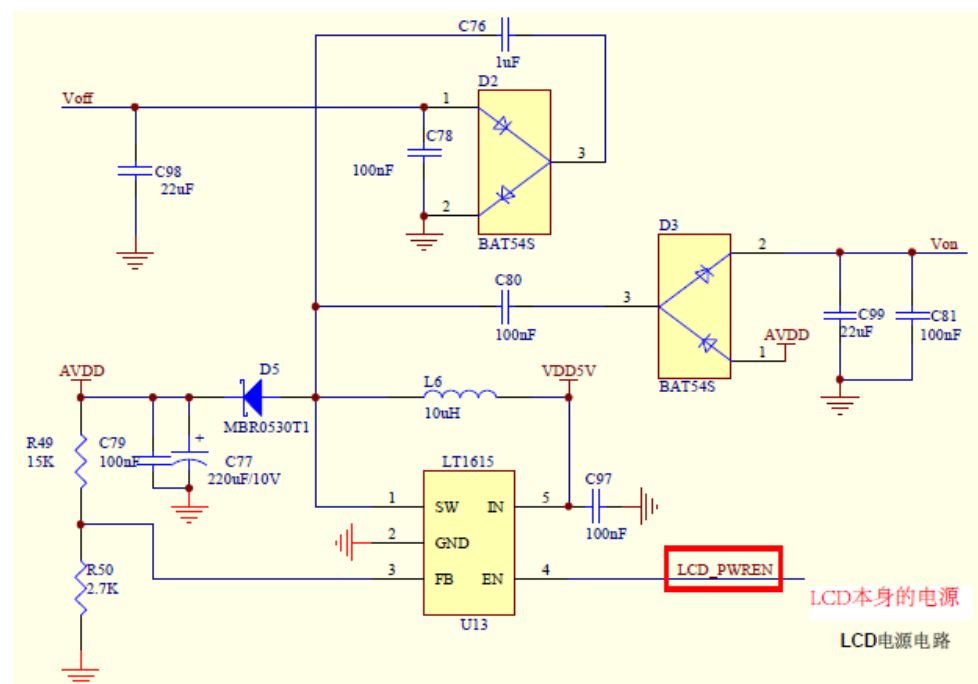 C76
1uF
D2
Voff
1
C78
100nF
3
C98
22uF
2
BAT54S
D3
2
Von
C80
3
100nF
C99
22uF
C81
100nF
AVDD
1
BAT54S
AVDD
D5
MBR0530T1
L6
10uH
VDD5V
R49
15K
C79
100nF
+
C77
220uF/10V
LT1615
1
SW
IN
5
C97
100nF
2
GND
3
FB
EN
4
LCD_PWREN
R50
2.7K
U13
LCD本身的电源
LCD电源电路